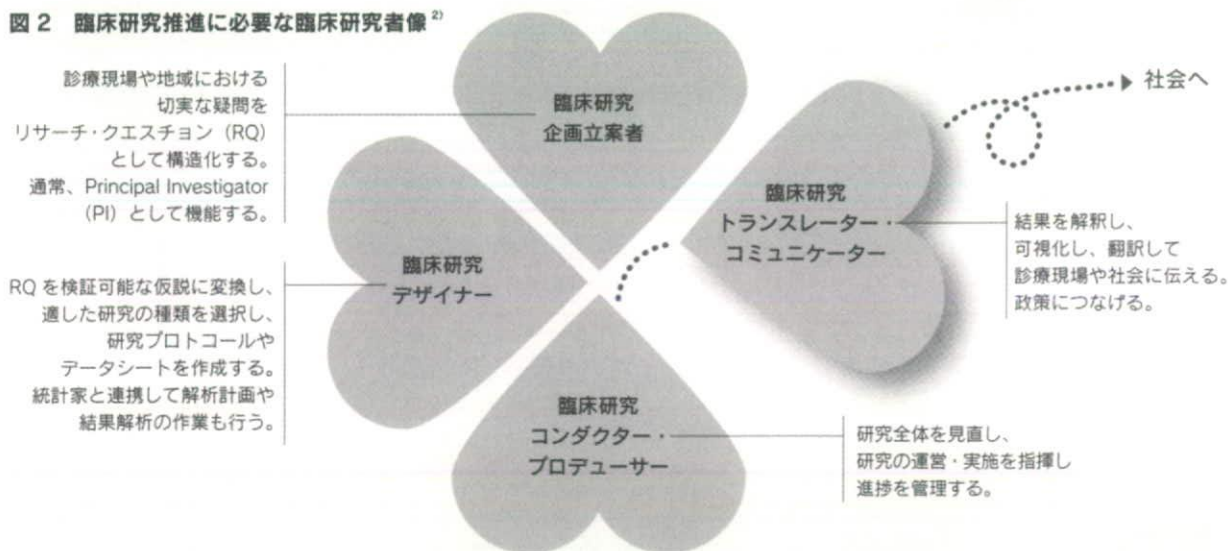 図2 臨床研究推進に必要な臨床研究者像2)
診療現場や地域における
切実な疑問を
リサーチ・クエスチョン（RQ）
として構造化する。
通常、Principal Investigator
（PI）として機能する。
臨床研究
企画立案者
社会へ
臨床研究
トランスレーター・
コミュニケーター
結果を解釈し、
可視化し、翻訳して
診療現場や社会に伝える。
政策につなげる。
臨床研究
デザイナー
RQを検証可能な仮説に変換し、
適した研究の種類を選択し、
研究プロトコールや
データシートを作成する。
統計家と連携して解析計画や
結果解析の作業も行う。
臨床研究
コンダクター・
プロデューサー
研究全体を見直し、
研究の運営・実施を指揮し
進捗を管理する。